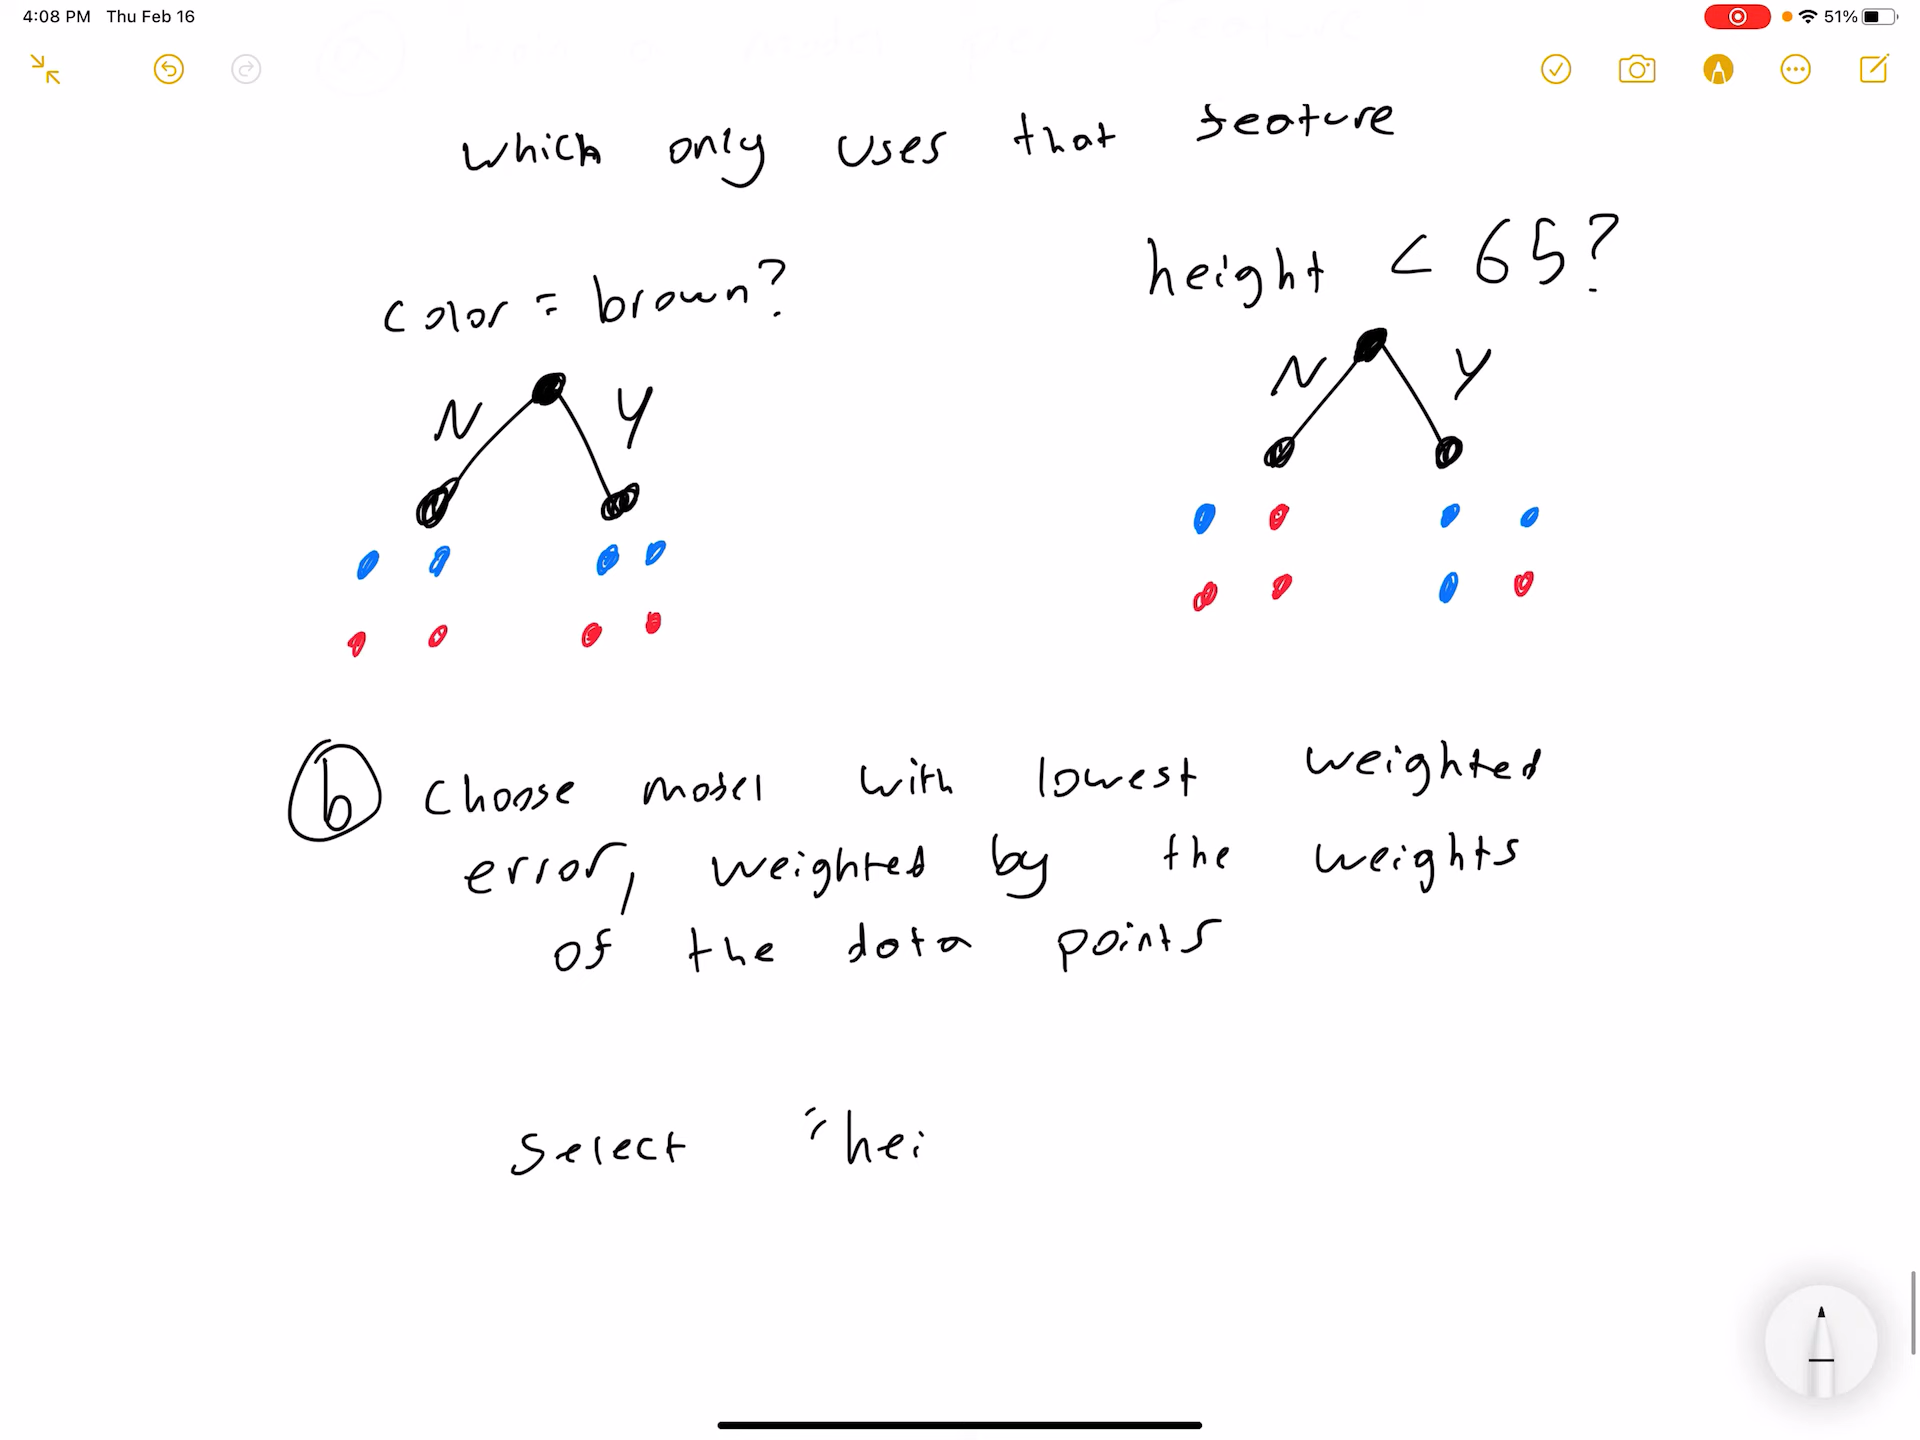 4:08 PM Thu Feb 16
51%
which only uses that feature
color = brown?
height < 65?
N Y
N Y
b choose model with lowest weighted
error, weighted by the weights
of the data points
select "hei